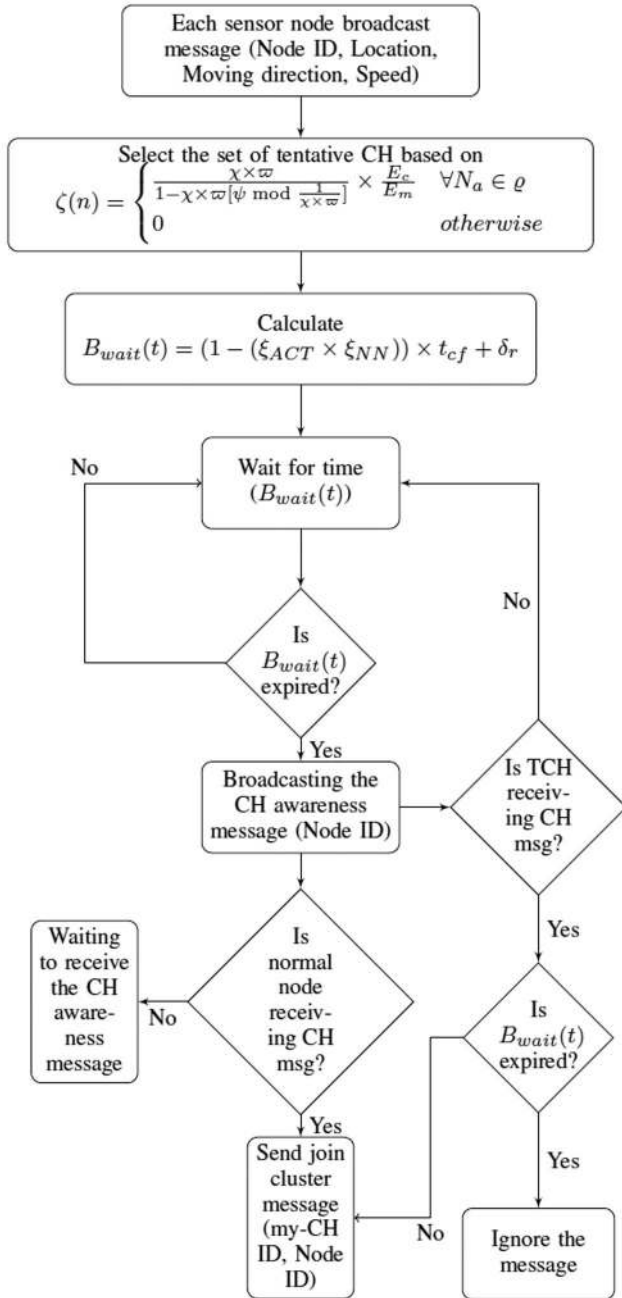 Each sensor node broadcast
message (Node ID, Location,
Moving direction, Speed)
Select the set of tentative CH based on
ζ(n) = { χ×ϖ / 1−χ×ϖ[ψ mod 1/χ×ϖ] × E_c/E_m ∀N_a ∈ ϱ
0 otherwise
Calculate
B_wait(t) = (1 − (ξ_ACT × ξ_NN)) × t_cf + δ_r
No
Wait for time
(B_wait(t))
No
Is
B_wait(t)
expired?
Yes
Broadcasting the
CH awareness
message (Node ID)
Is TCH
receiv-
ing CH
msg?
Yes
Waiting
to receive
the CH
aware-
ness
message
No
Is
normal
node
receiv-
ing CH
msg?
Is
B_wait(t)
expired?
Yes
Send join
cluster
message
(my-CH
ID, Node
ID)
No
Yes
Ignore the
message